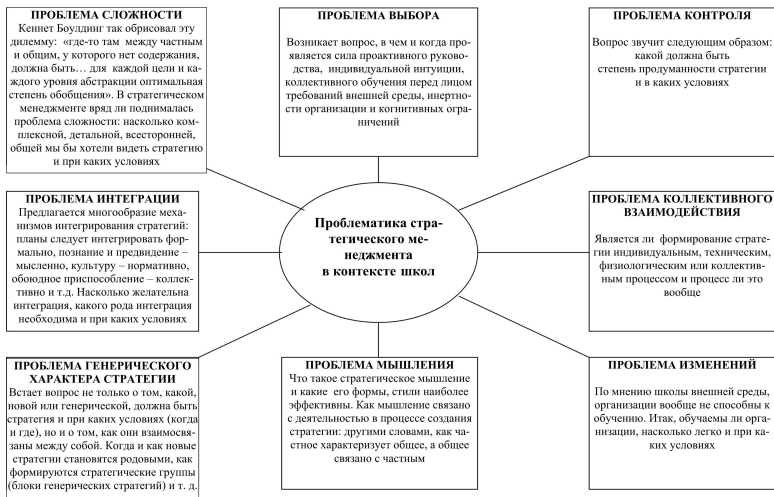 ПРОБЛЕМА СЛОЖНОСТИ
Кеннет Боулдинг так обрисовал эту
дилемму: «где-то там между частным
и общим, у которого нет содержания,
должна быть… для каждой цели и ка-
ждого уровня абстракции оптимальная
степень обобщения». В стратегическом
менеджменте вряд ли поднималась
проблема сложности: насколько ком-
плексной, детальной, всесторонней,
общей мы бы хотели видеть стратегию
и при каких условиях
ПРОБЛЕМА ВЫБОРА
Возникает вопрос, в чем и когда про-
является сила проактивного руково-
дства, индивидуальной интуиции,
коллективного обучения перед лицом
требований внешней среды, инертно-
сти организации и когнитивных огра-
ничений
ПРОБЛЕМА КОНТРОЛЯ
Вопрос звучит следующим образом:
какой должна быть
степень продуманности стратегии
и в каких условиях
ПРОБЛЕМА ИНТЕГРАЦИИ
Предлагается многообразие меха-
низмов интегрирования стратегий:
планы следует интегрировать фор-
мально, познание и предвидение –
мысленно, культуру – нормативно,
обоюдное приспособление – коллек-
тивно и т.д. Насколько желательна
интеграция, какого рода интеграция
необходима и при каких условиях
Проблематика стра-
тегического ме-
неджмента
в контексте школ
ПРОБЛЕМА КОЛЛЕКТИВНОГО
ВЗАИМОДЕЙСТВИЯ
Является ли формирование страте-
гии индивидуальным, техническим,
физиологическим или коллектив-
ным процессом и процесс ли это
вообще
ПРОБЛЕМА ГЕНЕРИЧЕСКОГО
ХАРАКТЕРА СТРАТЕГИИ
Встает вопрос не только о том, какой,
новой или генерической, должна быть
стратегия и при каких условиях (когда
и где), но и о том, как они взаимосвя-
заны между собой. Когда и как новые
стратегии становятся родовыми, как
формируются стратегические группы
(блоки генерических стратегий) и т. д.
ПРОБЛЕМА МЫШЛЕНИЯ
Что такое стратегическое мышление
и какие его формы, стили наиболее
эффективны. Как мышление связано
с деятельностью в процессе создания
стратегии: другими словами, как ча-
стное характеризует общее, а общее
связано с частным
ПРОБЛЕМА ИЗМЕНЕНИЙ
По мнению школы внешней среды,
организации вообще не способны к
обучению. Итак, обучаемы ли орг-
анизации, насколько легко и при ка-
ких условиях